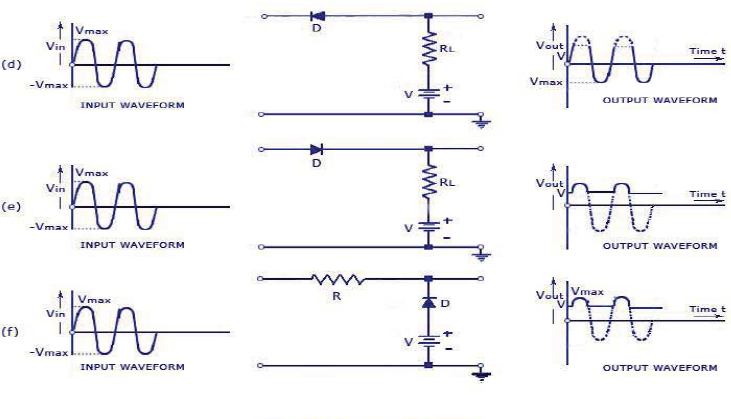 (d)
Vmax
Vin
-Vmax
INPUT WAVEFORM
D
RL
V
+
-
Vout
V
Vmax
Time t
OUTPUT WAVEFORM
(e)
Vmax
Vin
-Vmax
INPUT WAVEFORM
D
RL
V
+
-
Vout
V
Time t
OUTPUT WAVEFORM
(f)
Vmax
Vin
-Vmax
INPUT WAVEFORM
R
D
V
+
-
Vout
Vmax
V
Time t
OUTPUT WAVEFORM